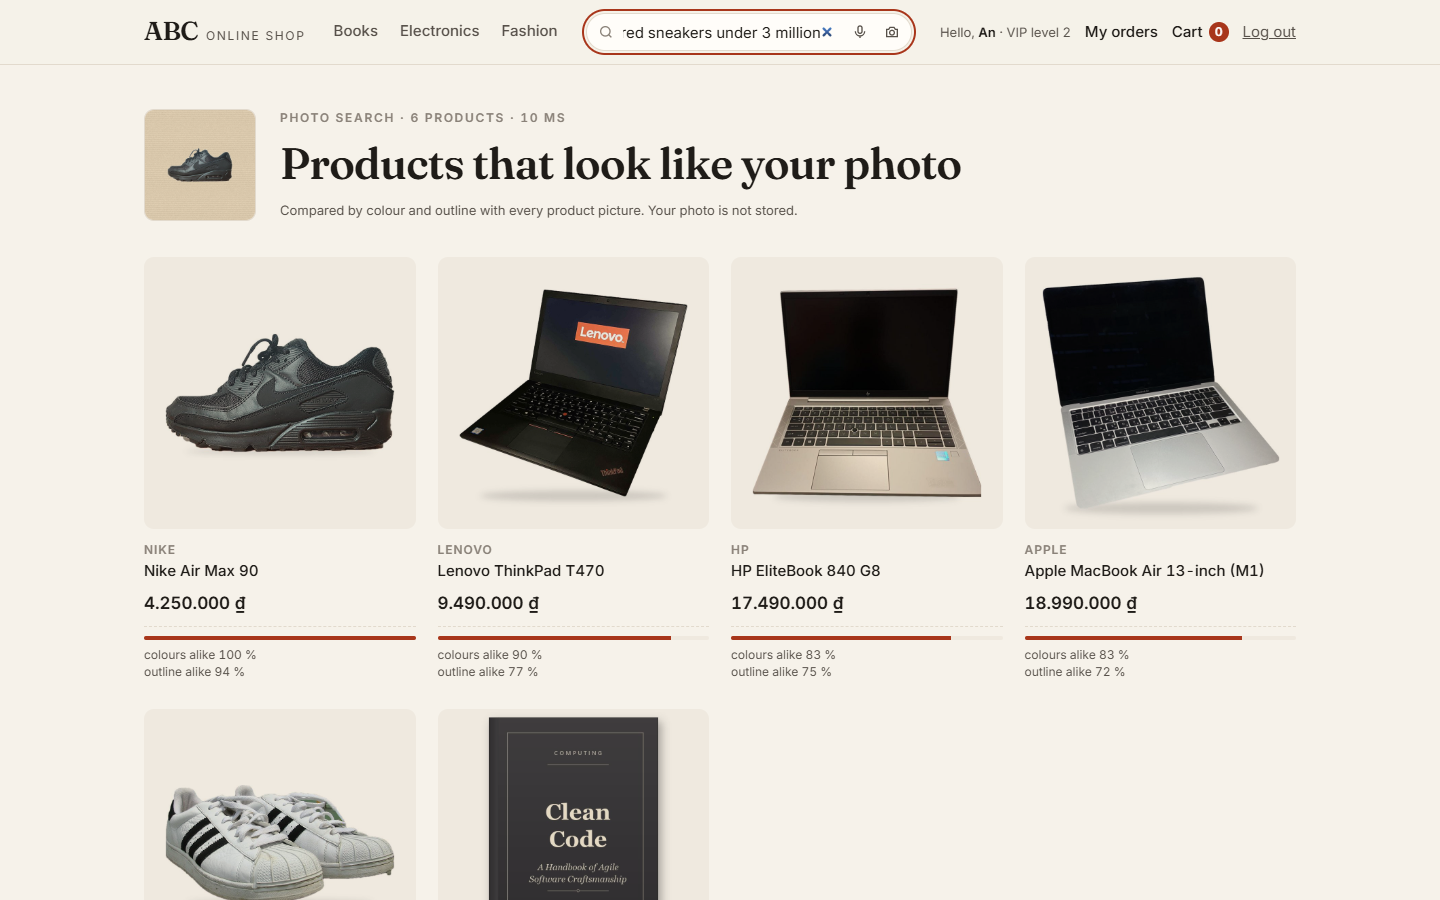 ABC ONLINE SHOP
Books
Electronics
Fashion
red sneakers under 3 million
Hello, An · VIP level 2
My orders
Cart 0
Log out
PHOTO SEARCH · 6 PRODUCTS · 10 MS
Products that look like your photo
Compared by colour and outline with every product picture. Your photo is not stored.
Lenovo
ThinkPad
NIKE
Nike Air Max 90
4.250.000 ₫
colours alike 100 %
outline alike 94 %
LENOVO
Lenovo ThinkPad T470
9.490.000 ₫
colours alike 90 %
outline alike 77 %
HP
HP EliteBook 840 G8
17.490.000 ₫
colours alike 83 %
outline alike 75 %
APPLE
Apple MacBook Air 13-inch (M1)
18.990.000 ₫
colours alike 83 %
outline alike 72 %
COMPUTING
Clean
Code
A Handbook of Agile
Software Craftsmanship